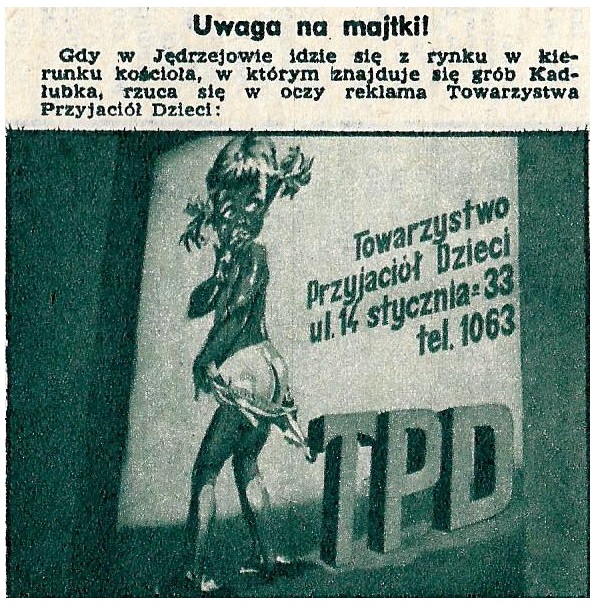 Uwaga na majtki!
Gdy w Jędrzejowie idzie się z rynku w kie-
runku kościoła, w którym znajduje się grób Kad-
łubka, rzuca się w oczy reklama Towarzystwa
Przyjaciół Dzieci:
Towarzystwo
Przyjaciół Dzieci
ul. 14 stycznia=33
tel. 1063
TPD